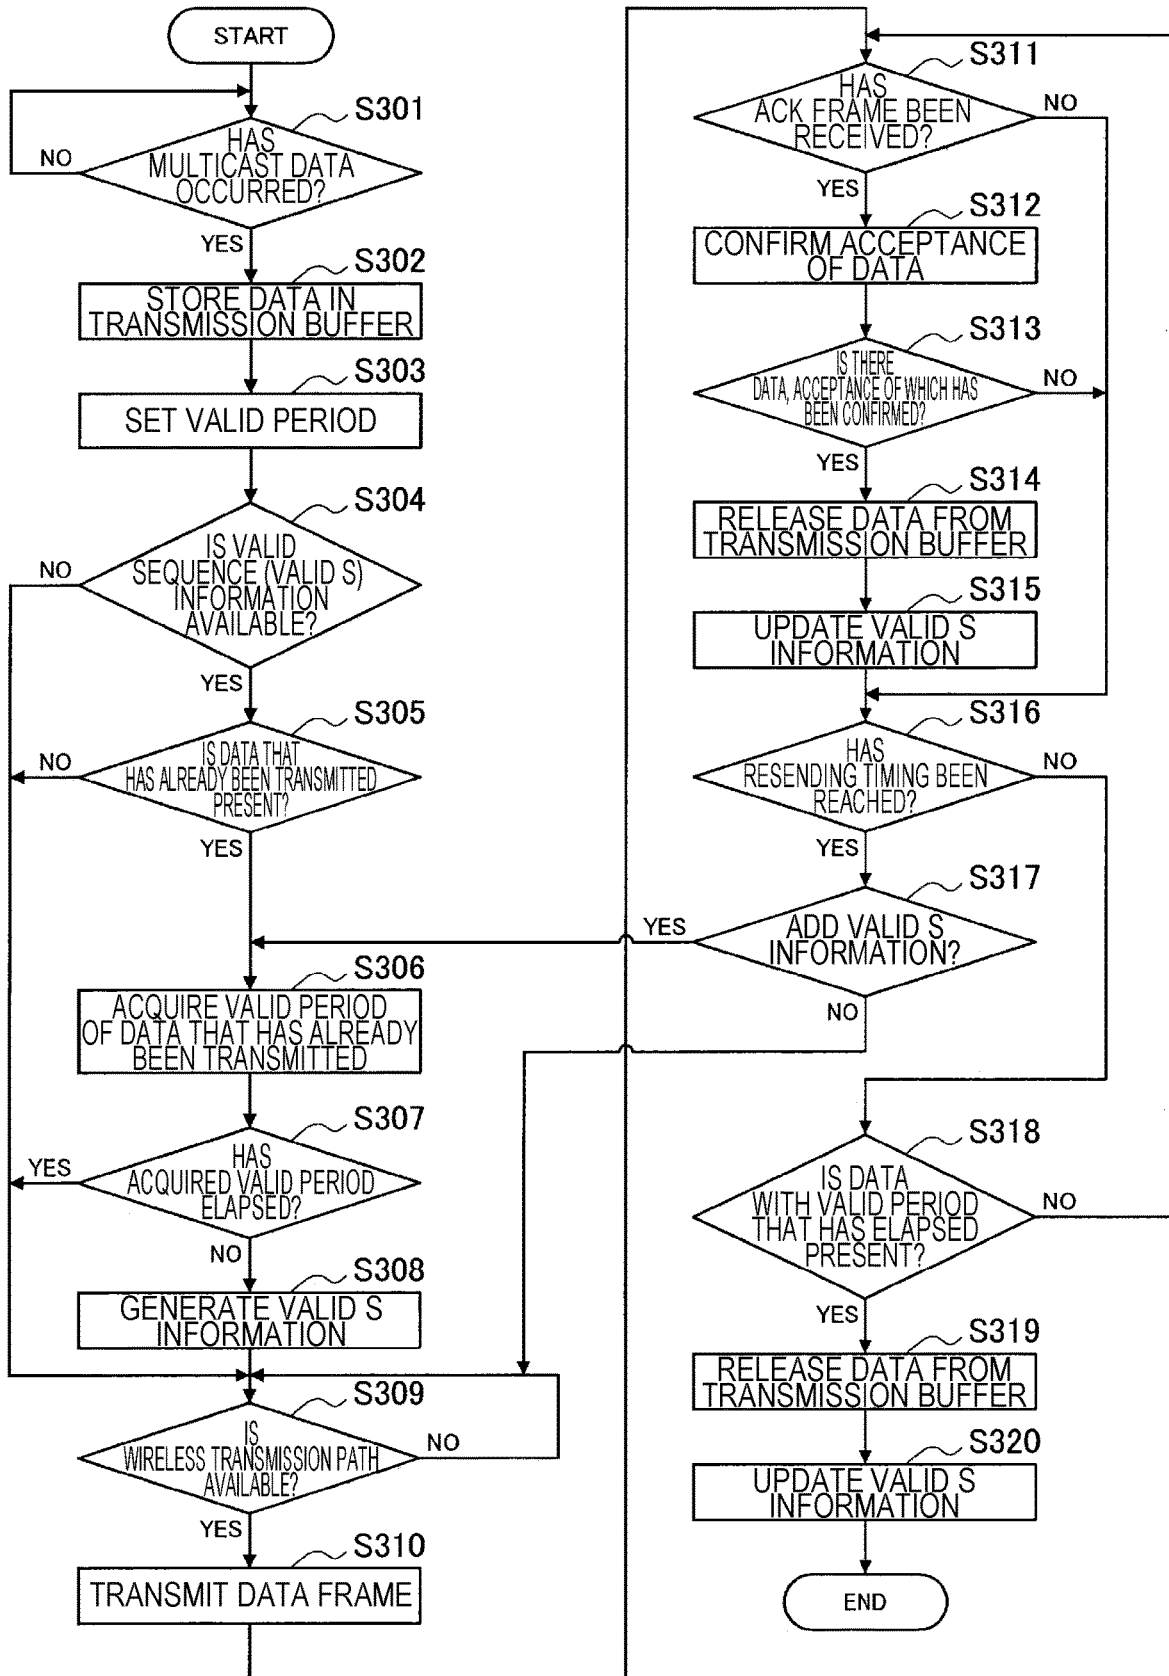 START
S301
HAS
MULTICAST DATA
OCCURRED?
NO
YES
S302
STORE DATA IN
TRANSMISSION BUFFER
S303
SET VALID PERIOD
S304
IS VALID
SEQUENCE (VALID S)
INFORMATION
AVAILABLE?
NO
YES
S305
IS DATA THAT
HAS ALREADY BEEN TRANSMITTED
PRESENT?
NO
YES
S306
ACQUIRE VALID PERIOD
OF DATA THAT HAS ALREADY
BEEN TRANSMITTED
S307
HAS
ACQUIRED VALID PERIOD
ELAPSED?
YES
NO
S308
GENERATE VALID S
INFORMATION
S309
IS
WIRELESS TRANSMISSION PATH
AVAILABLE?
NO
YES
S310
TRANSMIT DATA FRAME
S311
HAS
ACK FRAME BEEN
RECEIVED?
NO
YES
S312
CONFIRM ACCEPTANCE
OF DATA
S313
IS THERE
DATA, ACCEPTANCE OF WHICH HAS
BEEN CONFIRMED?
NO
YES
S314
RELEASE DATA FROM
TRANSMISSION BUFFER
S315
UPDATE VALID S
INFORMATION
S316
HAS
RESENDING TIMING BEEN
REACHED?
NO
YES
S317
ADD VALID S
INFORMATION?
YES
NO
S318
IS DATA
WITH VALID PERIOD
THAT HAS ELAPSED
PRESENT?
NO
YES
S319
RELEASE DATA FROM
TRANSMISSION BUFFER
S320
UPDATE VALID S
INFORMATION
END